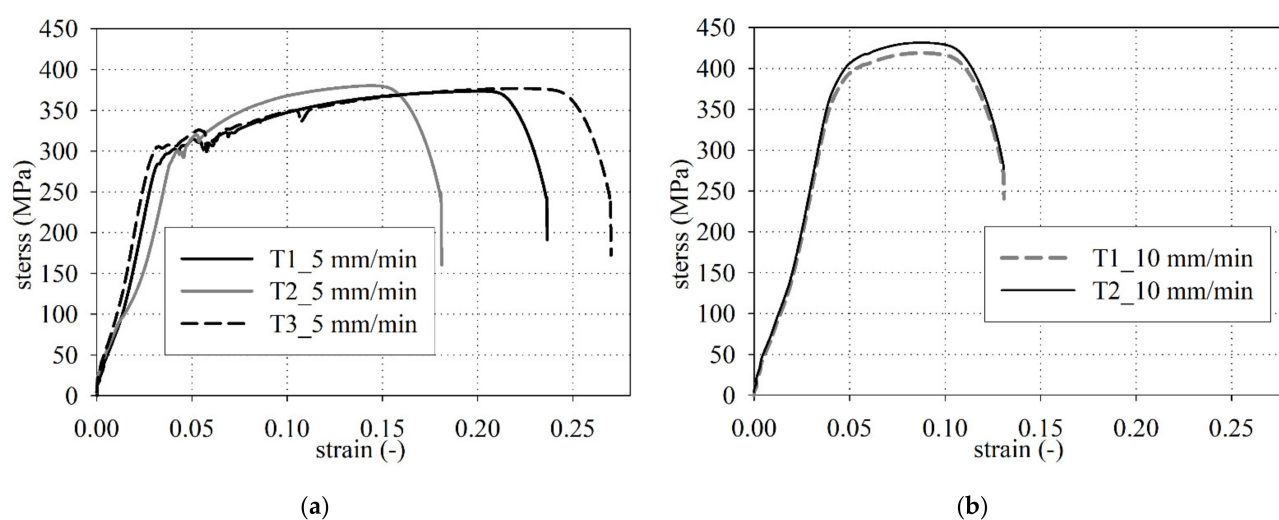 450
400
350
300
250
200
150
100
50
0
sterss (MPa)
T1_5 mm/min
T2_5 mm/min
T3_5 mm/min
0.00 0.05 0.10 0.15 0.20 0.25
strain (-)
(a)
450
400
350
300
250
200
150
100
50
0
sterss (MPa)
T1_10 mm/min
T2_10 mm/min
0.00 0.05 0.10 0.15 0.20 0.25
strain (-)
(b)